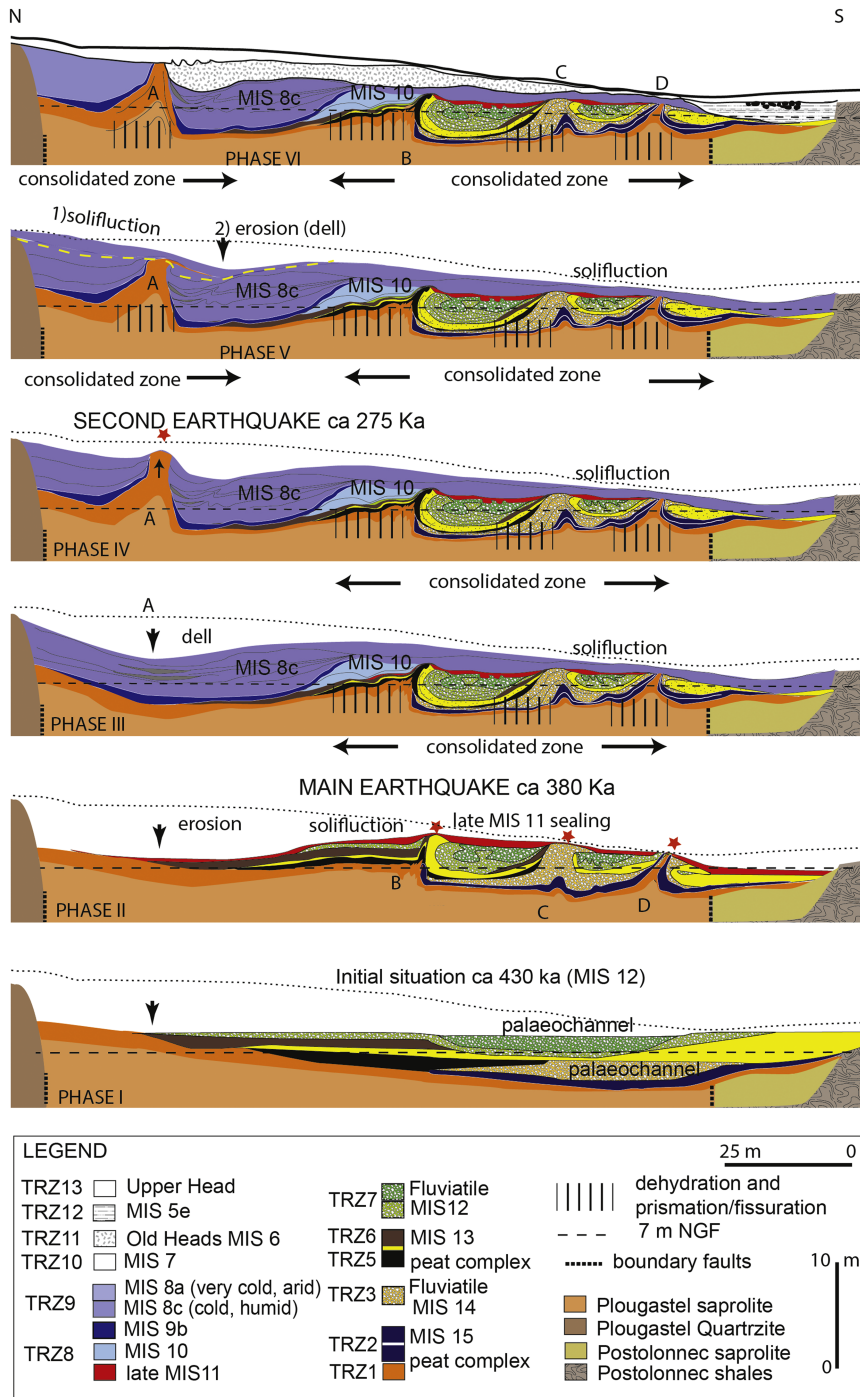 N S
C
D
A
MIS 8c
MIS 10
PHASE VI
B
consolidated zone consolidated zone
1)solifluction
2) erosion (dell)
solifluction
A
MIS 8c
MIS 10
PHASE V
consolidated zone consolidated zone
SECOND EARTHQUAKE ca 275 Ka
solifluction
MIS 8c
MIS 10
A
PHASE IV
consolidated zone
A
dell
solifluction
MIS 8c
MIS 10
PHASE III
consolidated zone
MAIN EARTHQUAKE ca 380 Ka
erosion solifluction late MIS 11 sealing
B
C
D
PHASE II
Initial situation ca 430 ka (MIS 12)
palaeochannel
palaeochannel
PHASE I
LEGEND
TRZ13 Upper Head
TRZ12 MIS 5e
TRZ11 Old Heads MIS 6
TRZ10 MIS 7
TRZ9 MIS 8a (very cold, arid)
MIS 8c (cold, humid)
MIS 9b
TRZ8 MIS 10
late MIS11
TRZ7 Fluviatile
MIS12
TRZ6 MIS 13
TRZ5 peat complex
TRZ3 Fluviatile
MIS 14
TRZ2 MIS 15
TRZ1 peat complex
25 m 0
dehydration and
prismation/fissuration
7 m NGF
boundary faults
10 m
0
Plougastel saprolite
Plougastel Quartrzite
Postolonnec saprolite
Postolonnec shales